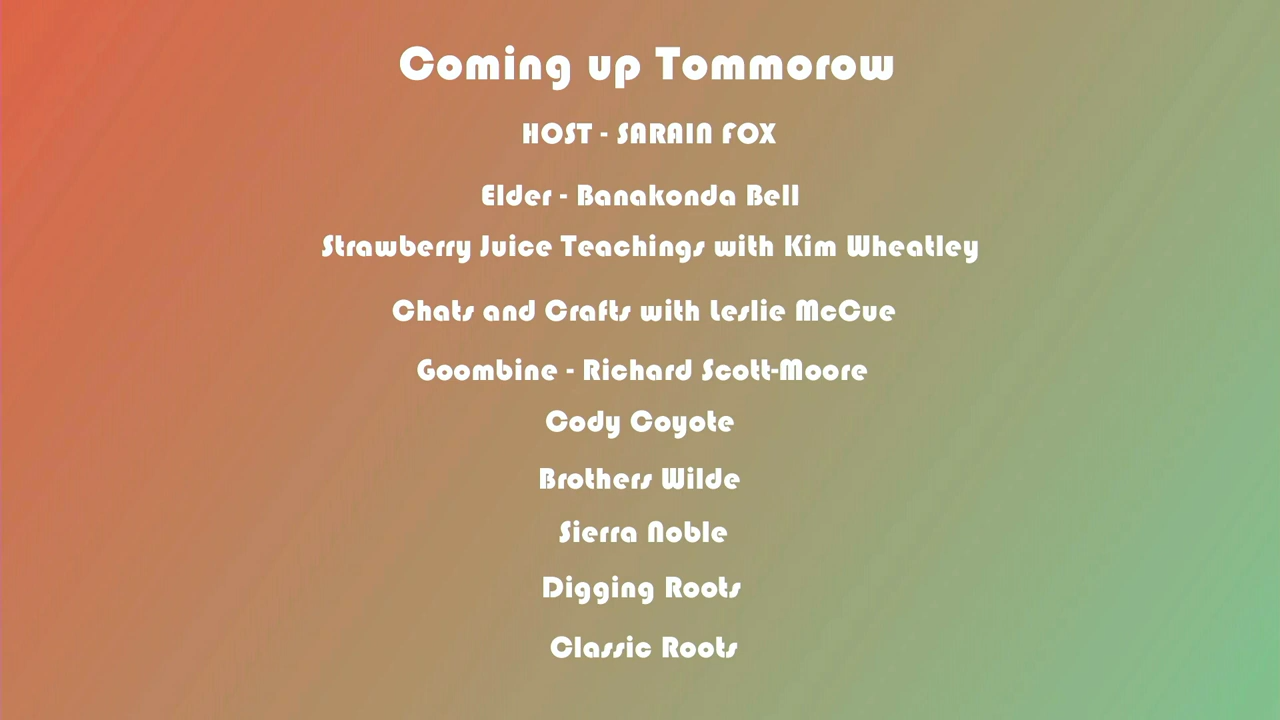 Coming up Tommorow
HOST - SARAIN FOX
Elder - Banakonda Bell
Strawberry Juice Teachings with Kim Wheatley
Chats and Crafts with Leslie McCue
Goombine - Richard Scott-Moore
Cody Coyote
Brothers Wilde
Sierra Noble
Digging Roots
Classic Roots